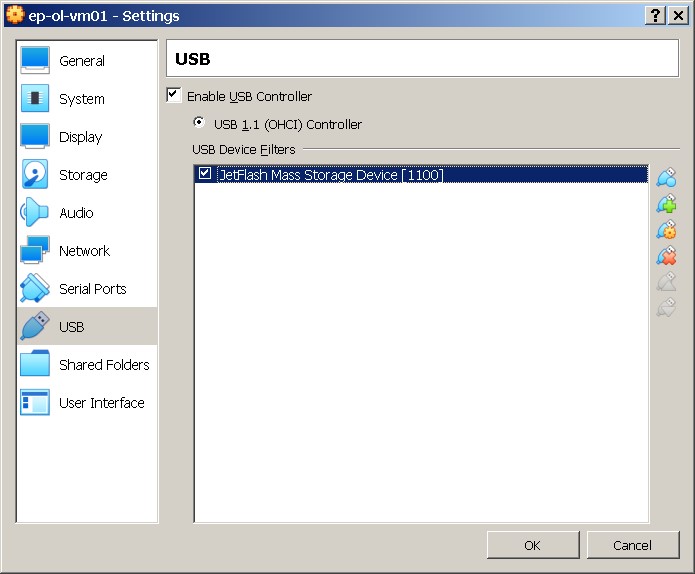 ep-ol-vm01 - Settings
General
System
Display
Storage
Audio
Network
Serial Ports
USB
Shared Folders
User Interface
USB
Enable USB Controller
USB 1.1 (OHCI) Controller
USB Device Filters
JetFlash Mass Storage Device [1100]
OK
Cancel